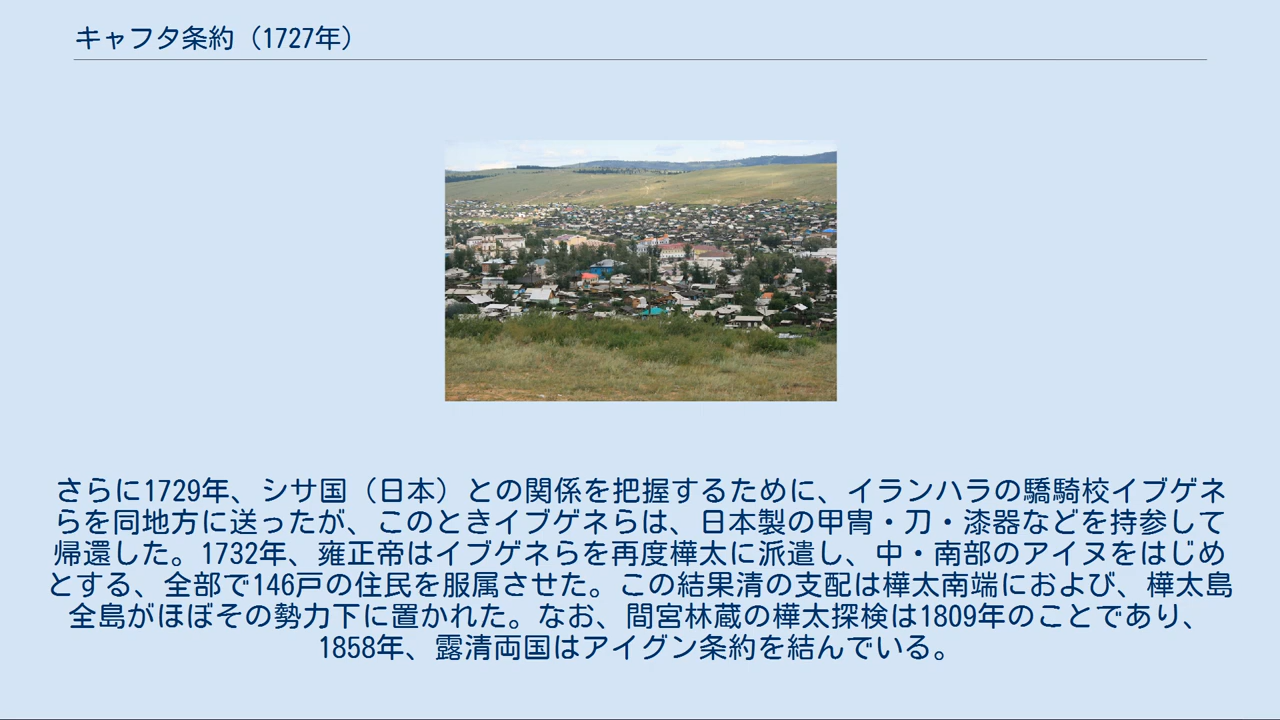 キャフタ条約（1727年）
さらに1729年、シサ国（日本）との関係を把握するために、イランハラの驕騎校イブゲネ
らを同地方に送ったが、このときイブゲネらは、日本製の甲冑・刀・漆器などを持参して
帰還した。1732年、雍正帝はイブゲネらを再度樺太に派遣し、中・南部のアイヌをはじめ
とする、全部で146戸の住民を服属させた。この結果清の支配は樺太南端におよび、樺太島
全島がほぼその勢力下に置かれた。なお、間宮林蔵の樺太探検は1809年のことであり、
1858年、露清両国はアイグン条約を結んでいる。